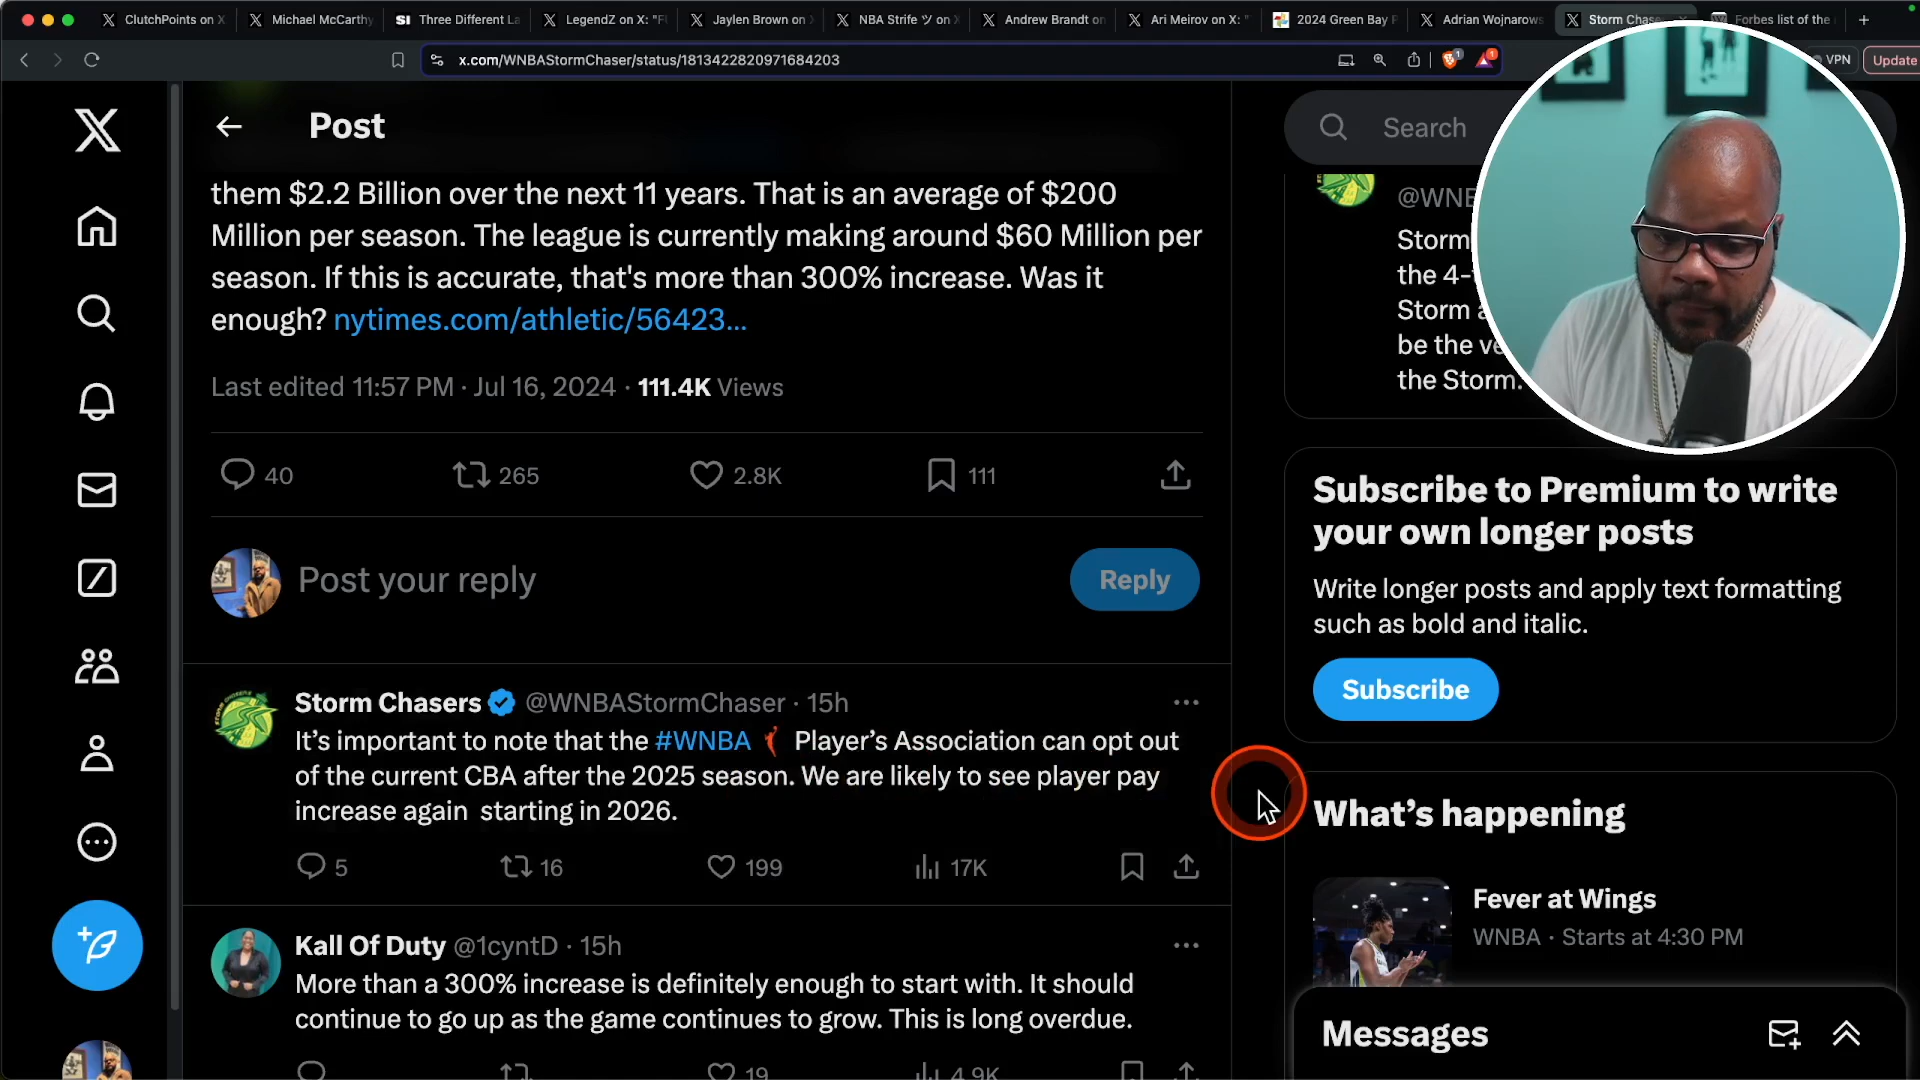 ClutchPoints on X
Michael McCarthy
SI Three Different La
LegendZ on X: "Fl
Jaylen Brown on
NBA Strife ツ on X
Andrew Brandt on
Ari Meirov on X: "
2024 Green Bay P
Adrian Wojnarows
Storm Chase
Forbes list of the
x.com/WNBAStormChaser/status/1813422820971684203
VPN
Update
Post
Search
them $2.2 Billion over the next 11 years. That is an average of $200
Million per season. The league is currently making around $60 Million per
season. If this is accurate, that's more than 300% increase. Was it
enough? nytimes.com/athletic/56423...
Last edited 11:57 PM · Jul 16, 2024 · 111.4K Views
40 265 2.8K 111
Post your reply
Reply
Storm Chasers @WNBAStormChaser · 15h
It's important to note that the #WNBA Player's Association can opt out
of the current CBA after the 2025 season. We are likely to see player pay
increase again starting in 2026.
5 16 199 17K
Kall Of Duty @1cyntD · 15h
More than a 300% increase is definitely enough to start with. It should
continue to go up as the game continues to grow. This is long overdue.
19 4.9K
@WNB
Storm
the 4-
Storm a
be the ve
the Storm.
Subscribe to Premium to write
your own longer posts
Write longer posts and apply text formatting
such as bold and italic.
Subscribe
What's happening
Fever at Wings
WNBA · Starts at 4:30 PM
Messages